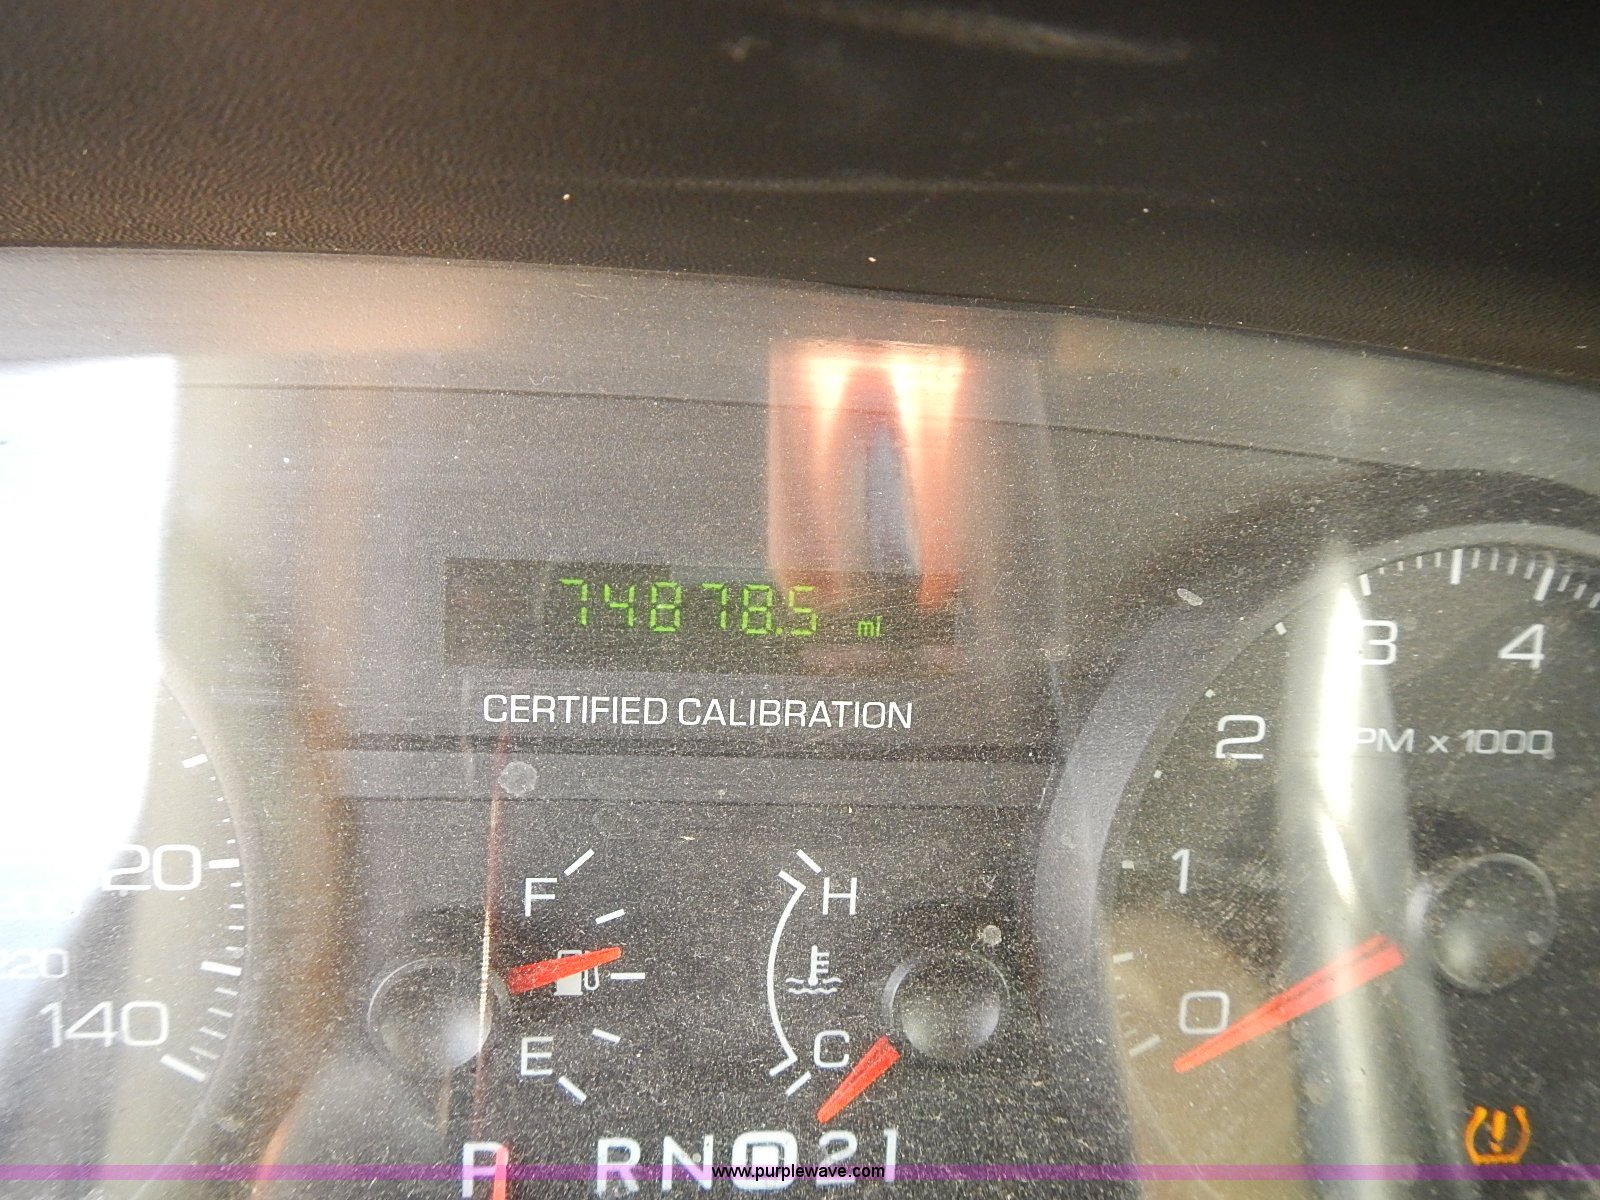 74878.5 mi
CERTIFIED CALIBRATION
3 4
2
PM x 1000
1
20
F H
20
140
0
E C
P R N D 2 1
www.purplewave.com